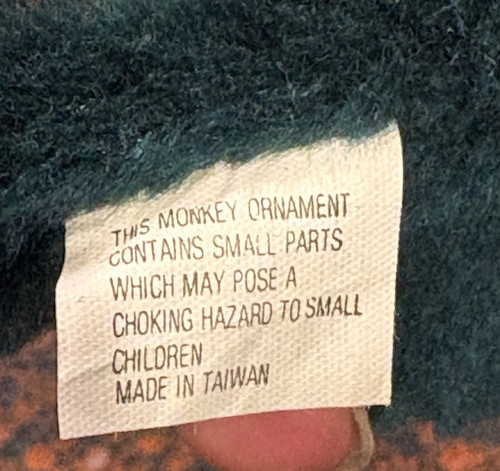 THIS MONKEY ORNAMENT
CONTAINS SMALL PARTS
WHICH MAY POSE A
CHOKING HAZARD TO SMALL
CHILDREN
MADE IN TAIWAN